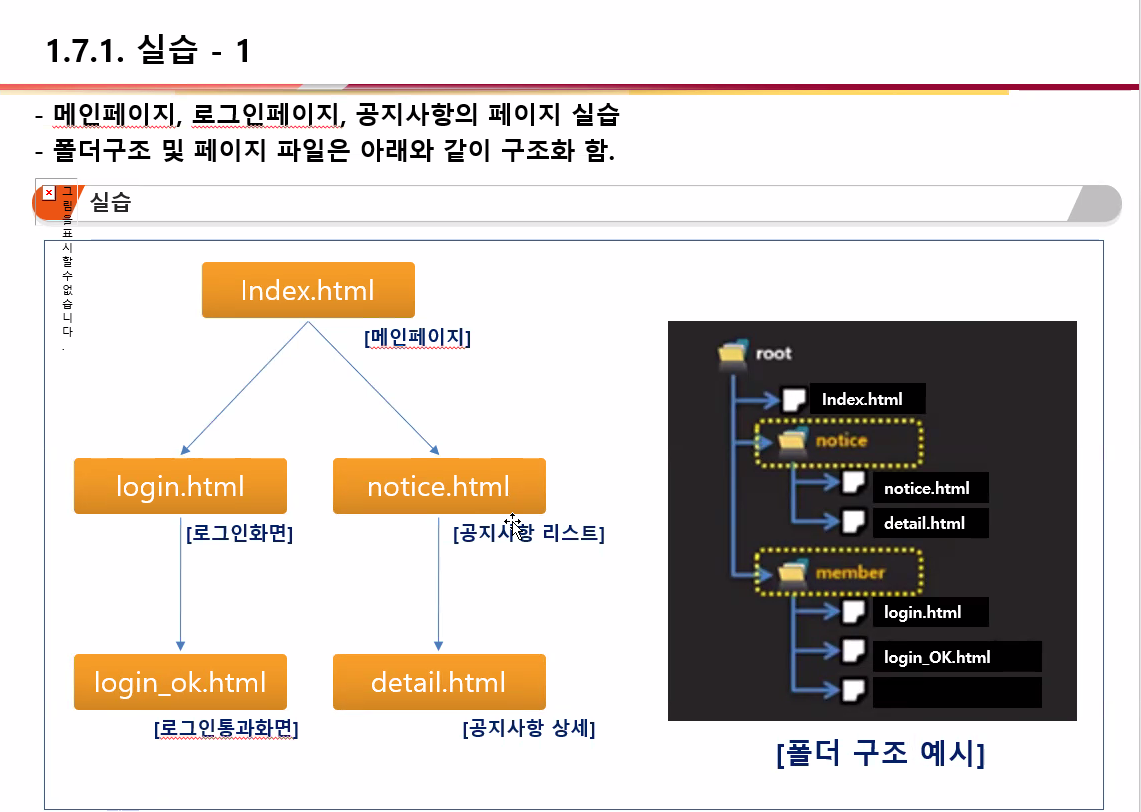 1.7.1. 실습 - 1
- 메인페이지, 로그인페이지, 공지사항의 페이지 실습
- 폴더구조 및 페이지 파일은 아래와 같이 구조화 함.
그림을표시할수없습니다.
실습
Index.html
[메인페이지]
login.html
notice.html
[로그인화면]
[공지사항 리스트]
login_ok.html
detail.html
[로그인통과화면]
[공지사항 상세]
root
Index.html
notice
notice.html
detail.html
member
login.html
login_OK.html
[폴더 구조 예시]